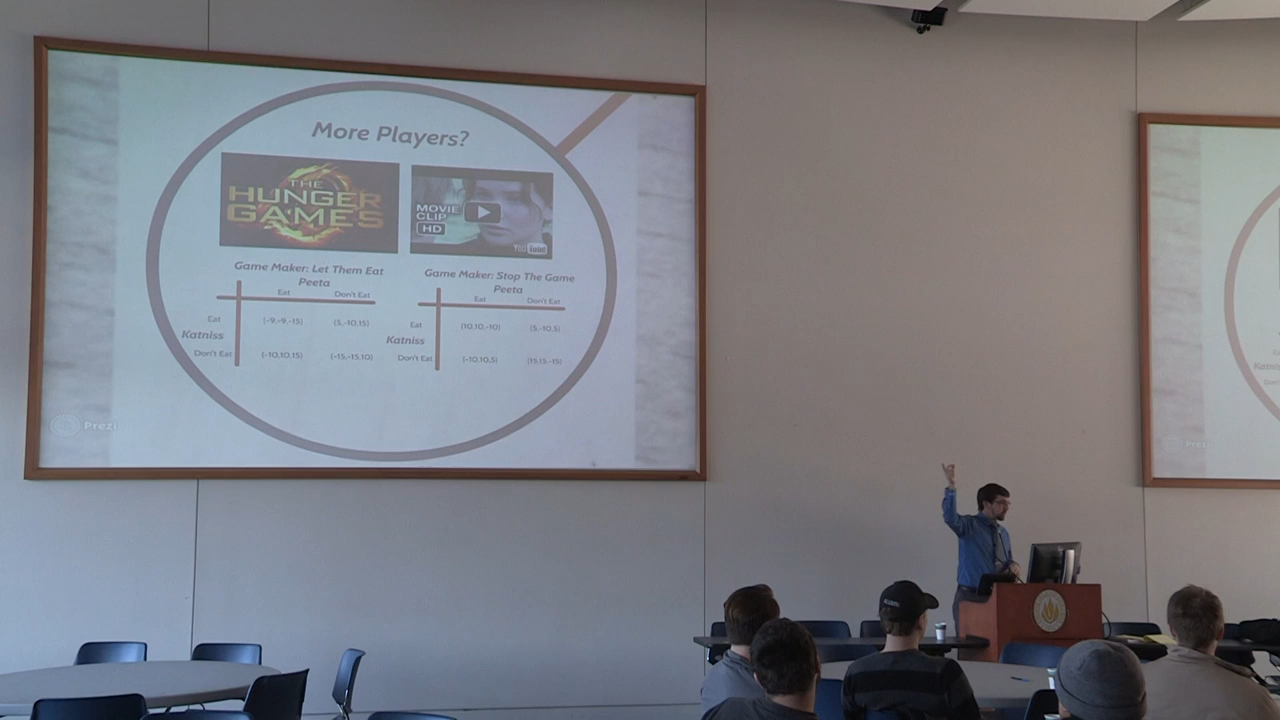 More Players?
THE
HUNGER
GAMES
MOVIE
CLIP
HD
YouTube
Game Maker: Let Them Eat
Peeta
Eat Don't Eat
Eat (-9,-9,-15) (5,-10,15)
Katniss
Don't Eat (-10,10,15) (-15,-15,10)
Game Maker: Stop The Game
Peeta
Eat Don't Eat
Eat (10,10,-10) (5,-10,5)
Katniss
Don't Eat (-10,10,5) (15,15,-15)
Prezi
Katniss
Prezi